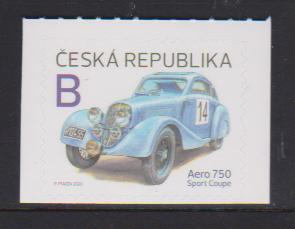 ČESKÁ REPUBLIKA
B
14
Aero 750
Sport Coupe